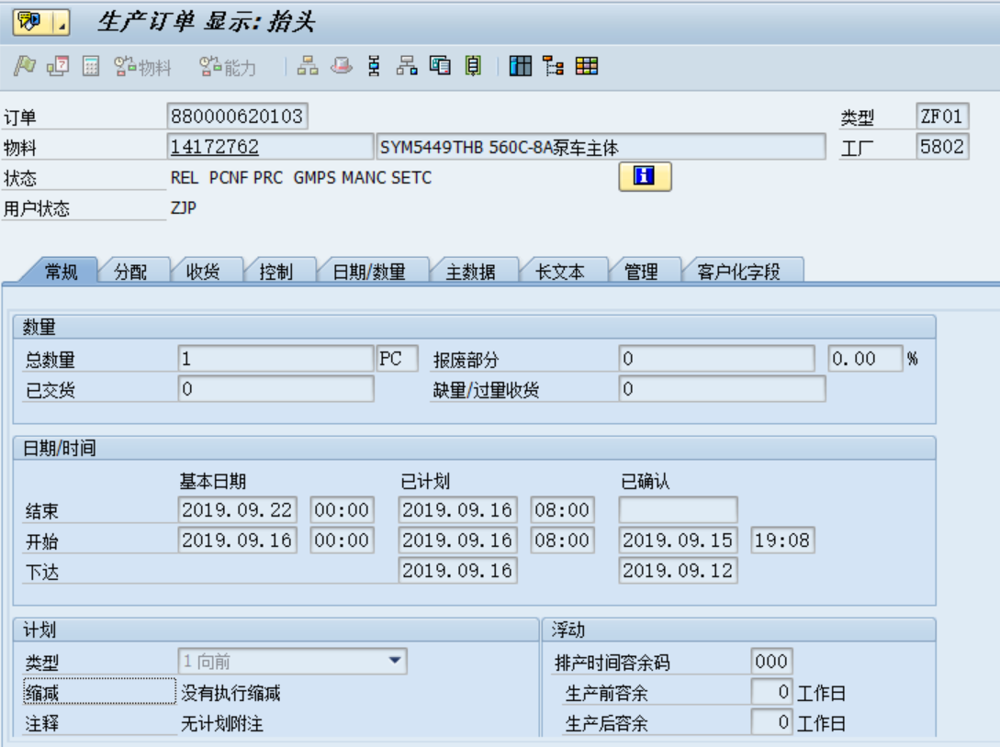 生产订单 显示: 抬头
物料 能力
订单 880000620103 类型 ZF01
物料 14172762 SYM5449THB 560C-8A泵车主体 工厂 5802
状态 REL PCNF PRC GMPS MANC SETC
用户状态 ZJP
常规 分配 收货 控制 日期/数量 主数据 长文本 管理 客户化字段
数量
总数量 1 PC 报废部分 0 0.00 %
已交货 0 缺量/过量收货 0
日期/时间
基本日期 已计划 已确认
结束 2019.09.22 00:00 2019.09.16 08:00
开始 2019.09.16 00:00 2019.09.16 08:00 2019.09.15 19:08
下达 2019.09.16 2019.09.12
计划 浮动
类型 1 向前 排产时间容余码 000
缩减 没有执行缩减 生产前容余 0 工作日
注释 无计划附注 生产后容余 0 工作日